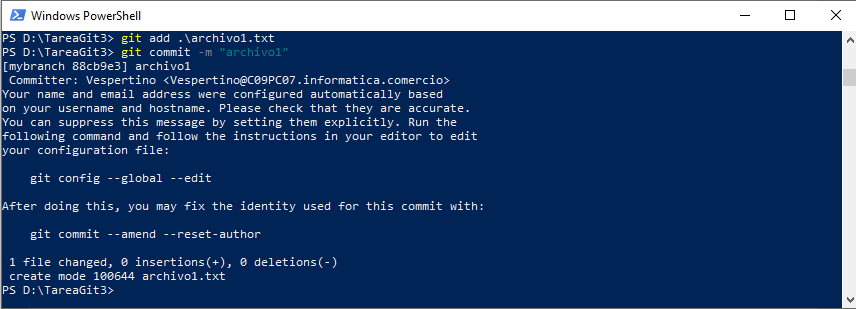 Windows PowerShell
PS D:\TareaGit3> git add .\archivo1.txt
PS D:\TareaGit3> git commit -m "archivo1"
[mybranch 88cb9e3] archivo1
 Committer: Vespertino <Vespertino@C09PC07.informatica.comercio>
Your name and email address were configured automatically based
on your username and hostname. Please check that they are accurate.
You can suppress this message by setting them explicitly. Run the
following command and follow the instructions in your editor to edit
your configuration file:
    git config --global --edit
After doing this, you may fix the identity used for this commit with:
    git commit --amend --reset-author
 1 file changed, 0 insertions(+), 0 deletions(-)
 create mode 100644 archivo1.txt
PS D:\TareaGit3>